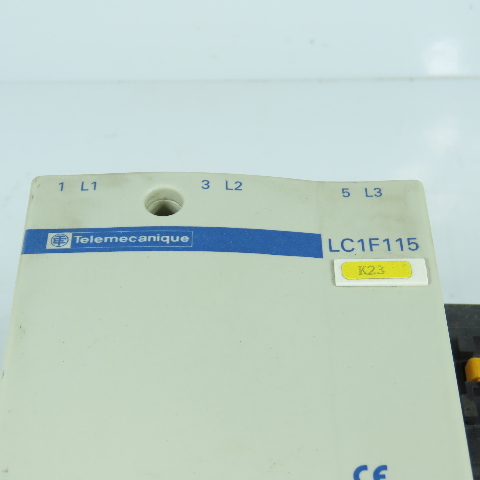 1 L1 3 L2 5 L3
Telemecanique LC1F115
K23
CE